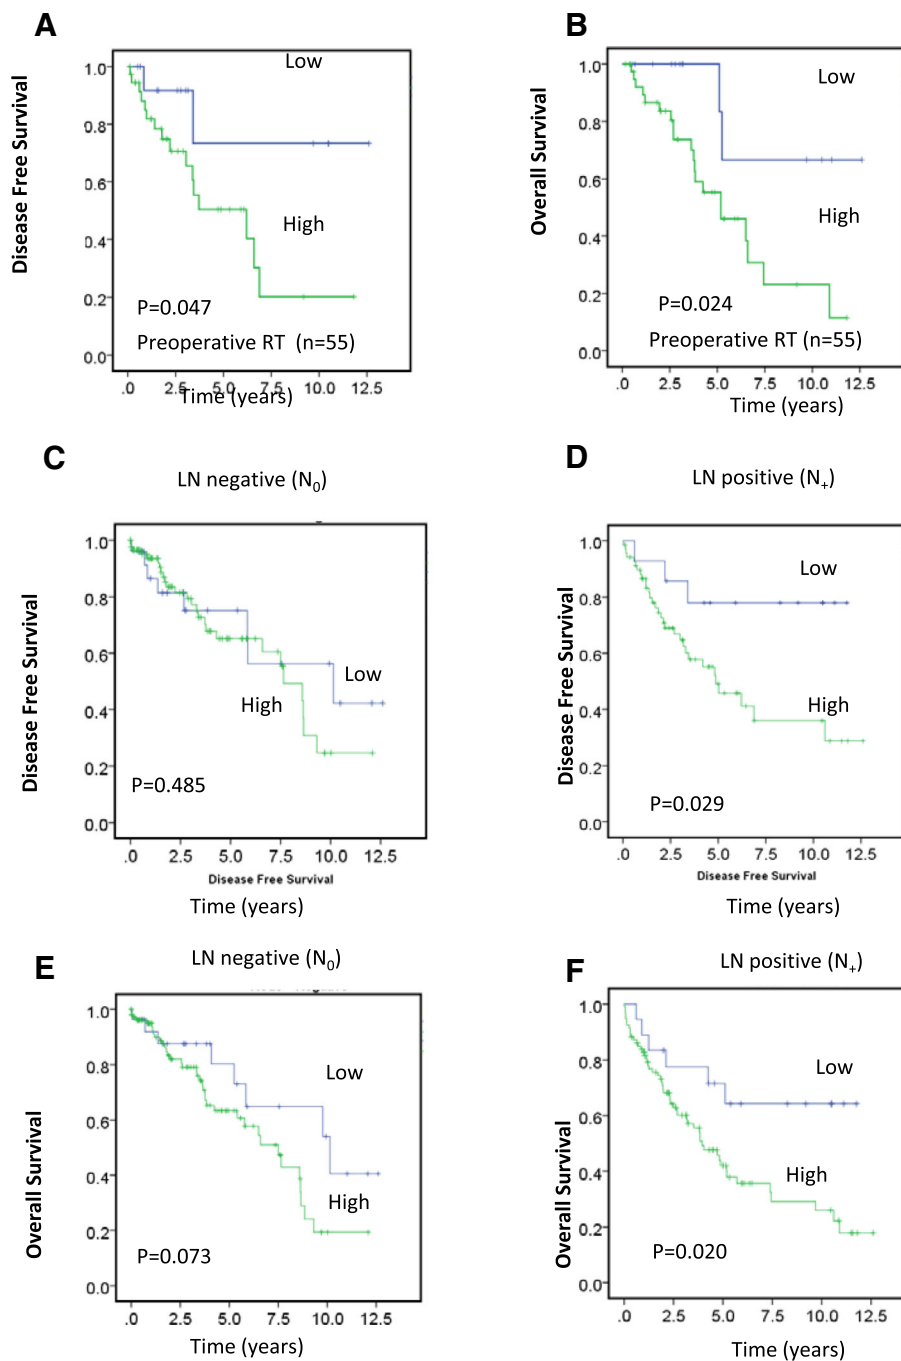 A
Disease Free Survival
1.0
0.8
0.6
0.4
0.2
0.0
Low
High
P=0.047
Preoperative RT (n=55)
.0 2.5 5.0 7.5 10.0 12.5
Time (years)
B
Overall Survival
1.0
0.8
0.6
0.4
0.2
0.0
Low
High
P=0.024
Preoperative RT (n=55)
.0 2.5 5.0 7.5 10.0 12.5
Time (years)
C
LN negative (N0)
Disease Free Survival
1.0
0.8
0.6
0.4
0.2
0.0
Low
High
P=0.485
.0 2.5 5.0 7.5 10.0 12.5
Disease Free Survival
Time (years)
D
LN positive (N+)
Disease Free Survival
1.0
0.8
0.6
0.4
0.2
0.0
Low
High
P=0.029
.0 2.5 5.0 7.5 10.0 12.5
Disease Free Survival
Time (years)
E
LN negative (N0)
Overall Survival
1.0
0.8
0.6
0.4
0.2
0.0
Low
High
P=0.073
.0 2.5 5.0 7.5 10.0 12.5
Time (years)
F
LN positive (N+)
Overall Survival
1.0
0.8
0.6
0.4
0.2
0.0
Low
High
P=0.020
.0 2.5 5.0 7.5 10.0 12.5
Time (years)